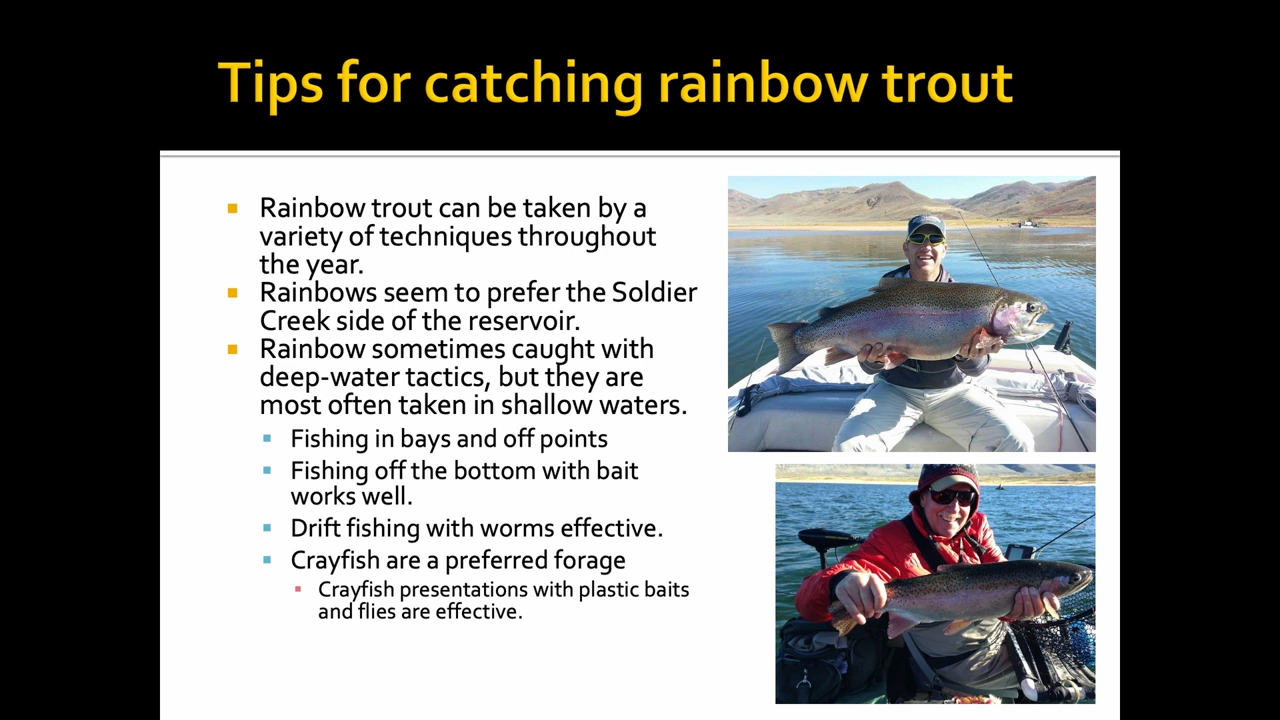 Tips for catching rainbow trout
Rainbow trout can be taken by a
variety of techniques throughout
the year.
Rainbows seem to prefer the Soldier
Creek side of the reservoir.
Rainbow sometimes caught with
deep-water tactics, but they are
most often taken in shallow waters.
Fishing in bays and off points
Fishing off the bottom with bait
works well.
Drift fishing with worms effective.
Crayfish are a preferred forage
Crayfish presentations with plastic baits
and flies are effective.